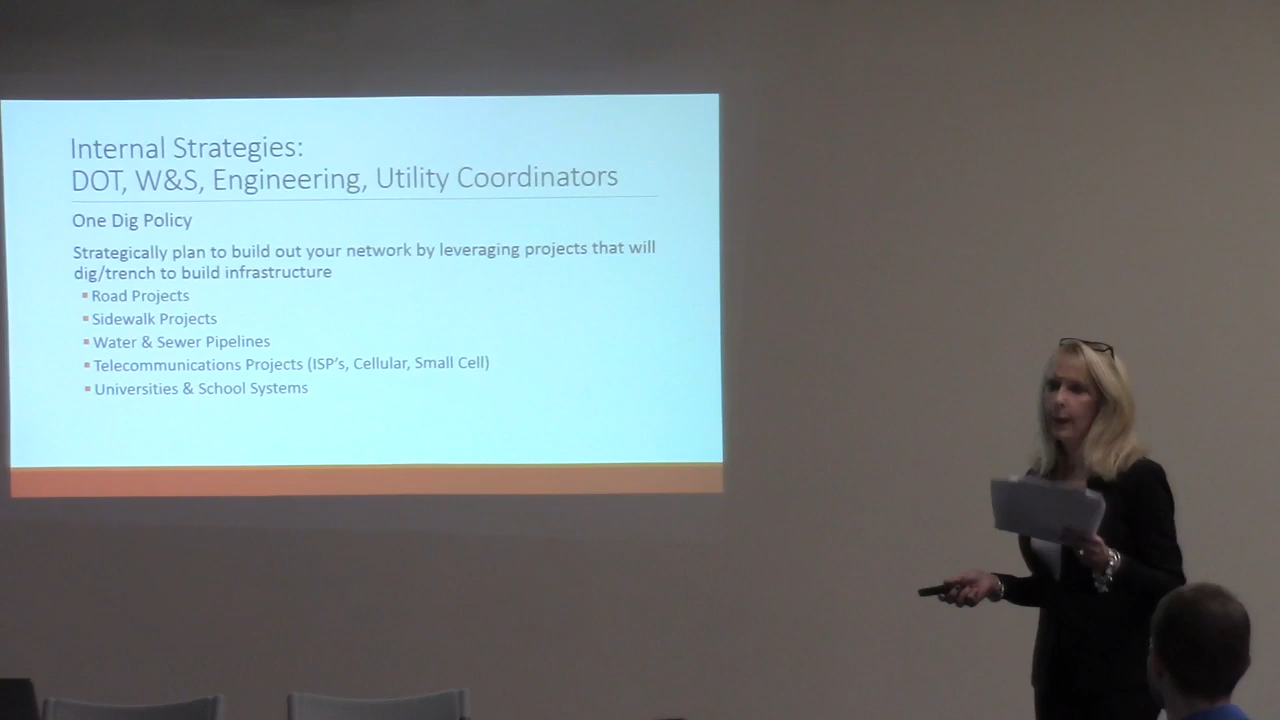 Internal Strategies:
DOT, W&S, Engineering, Utility Coordinators
One Dig Policy
Strategically plan to build out your network by leveraging projects that will
dig/trench to build infrastructure
Road Projects
Sidewalk Projects
Water & Sewer Pipelines
Telecommunications Projects (ISP's, Cellular, Small Cell)
Universities & School Systems